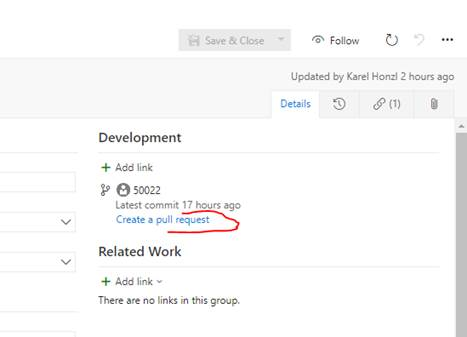 Save & Close
Follow
...
Updated by Karel Honzl 2 hours ago
Details
(1)
Development
+ Add link
50022
Latest commit 17 hours ago
Create a pull request
Related Work
+ Add link
There are no links in this group.